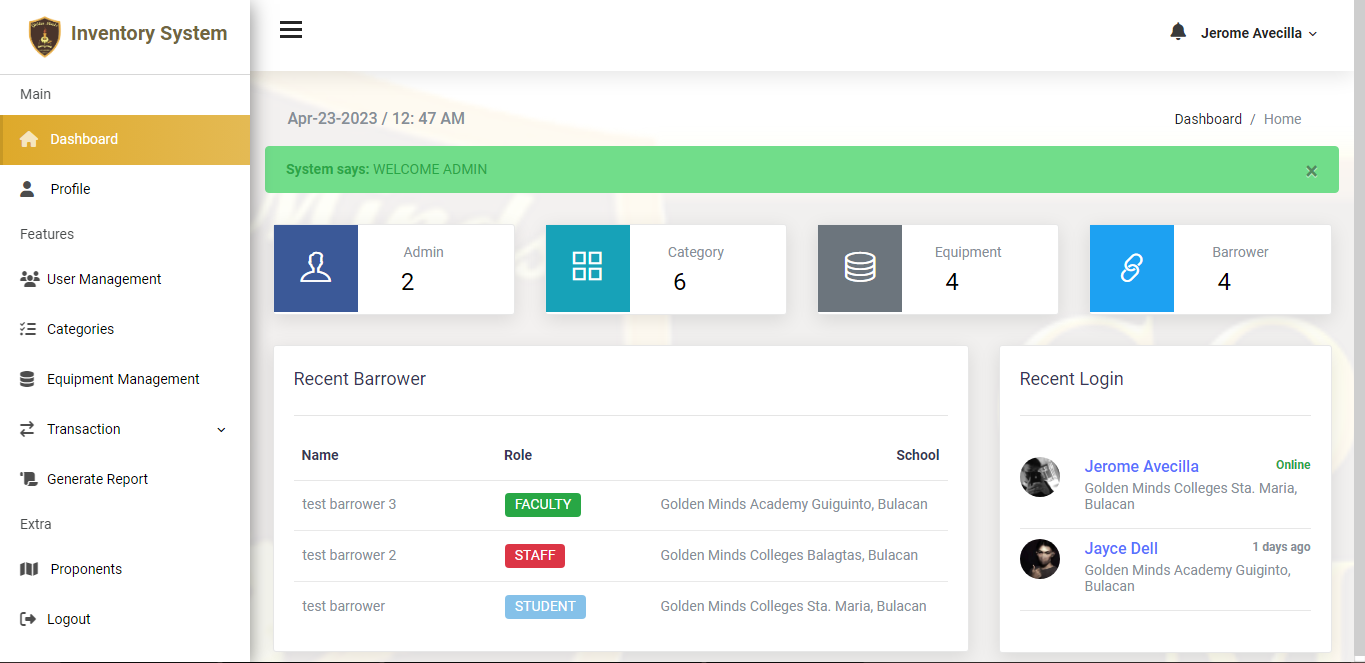 Inventory System
Jerome Avecilla
Main
Dashboard
Profile
Features
User Management
Categories
Equipment Management
Transaction
Generate Report
Extra
Proponents
Logout
Apr-23-2023 / 12: 47 AM
Dashboard / Home
System says: WELCOME ADMIN ×
Admin
2
Category
6
Equipment
4
Barrower
4
Recent Barrower
Name Role School
test barrower 3 FACULTY Golden Minds Academy Guiguinto, Bulacan
test barrower 2 STAFF Golden Minds Colleges Balagtas, Bulacan
test barrower STUDENT Golden Minds Colleges Sta. Maria, Bulacan
Recent Login
Jerome Avecilla Online
Golden Minds Colleges Sta. Maria,
Bulacan
Jayce Dell 1 days ago
Golden Minds Academy Guiginto,
Bulacan